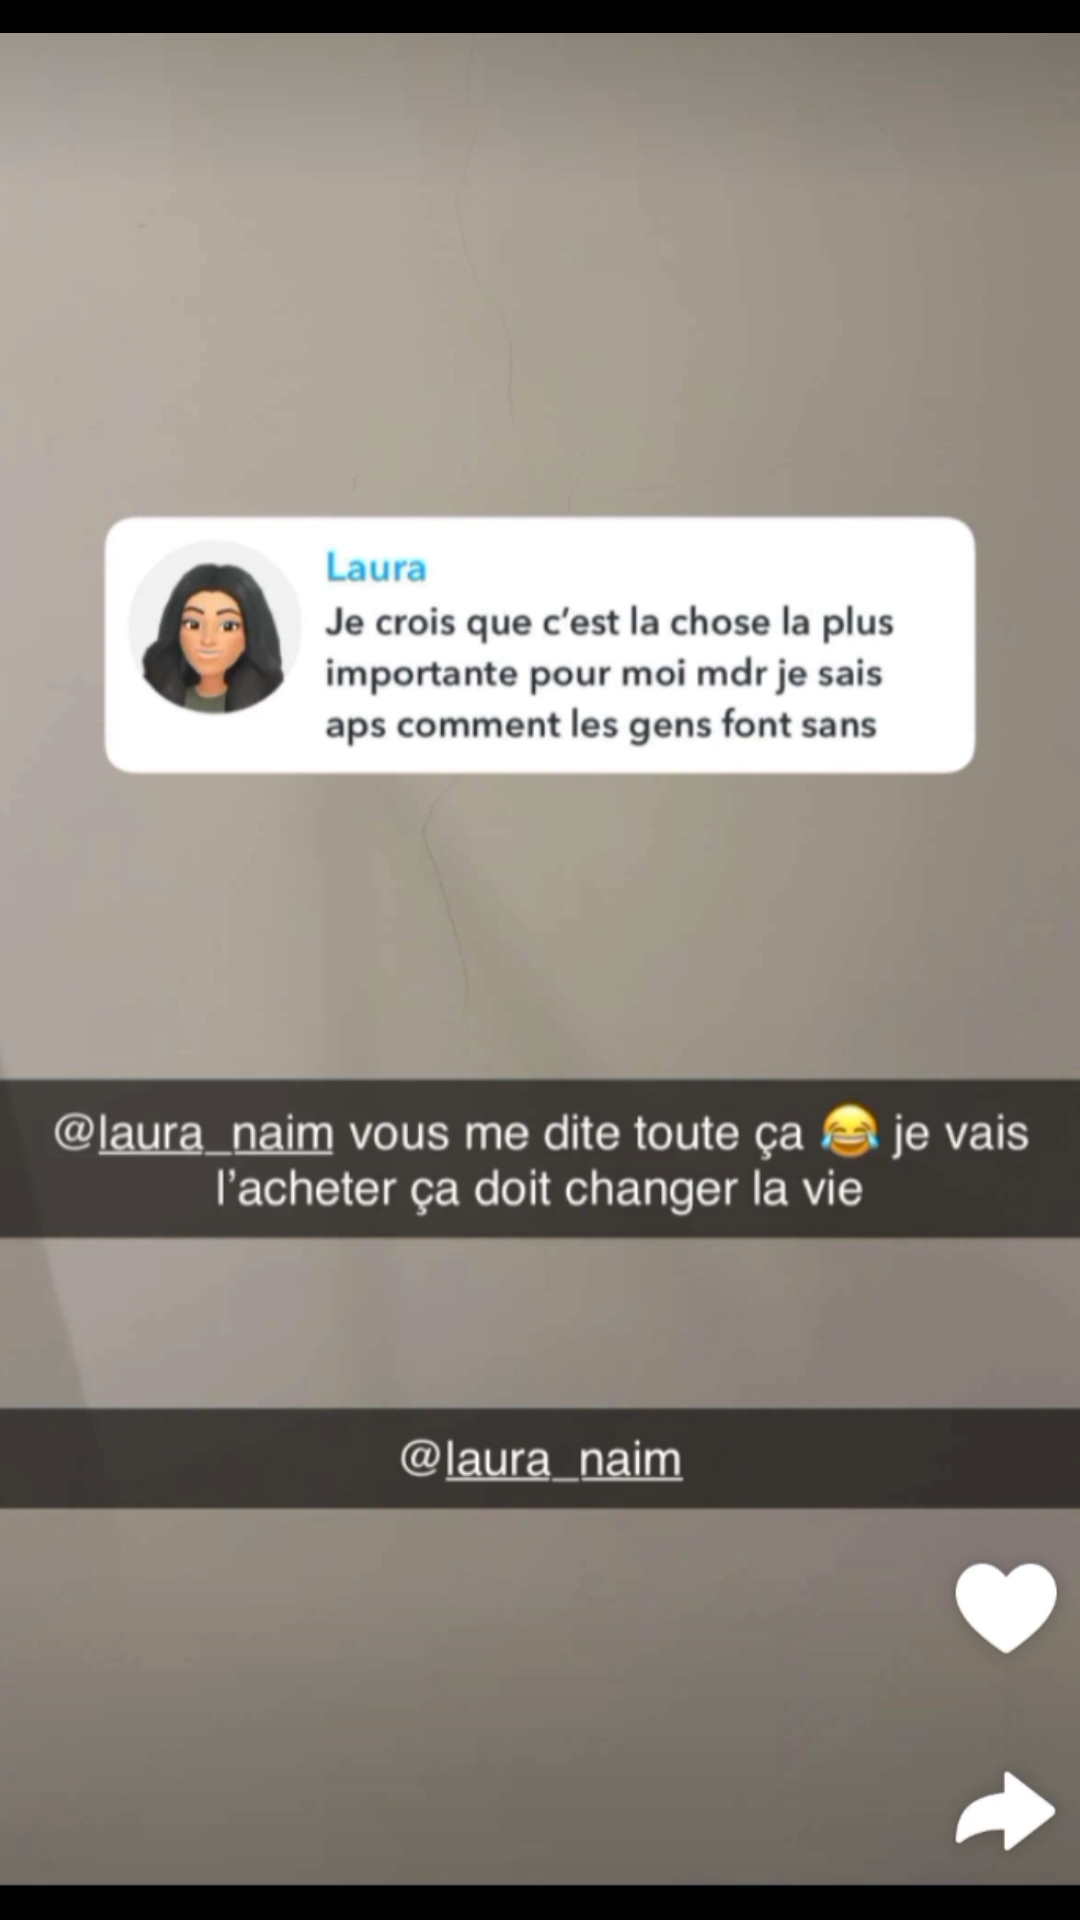 Laura
Je crois que c’est la chose la plus
importante pour moi mdr je sais
aps comment les gens font sans
@laura_naim vous me dite toute ça 😂 je vais
l’acheter ça doit changer la vie
@laura_naim